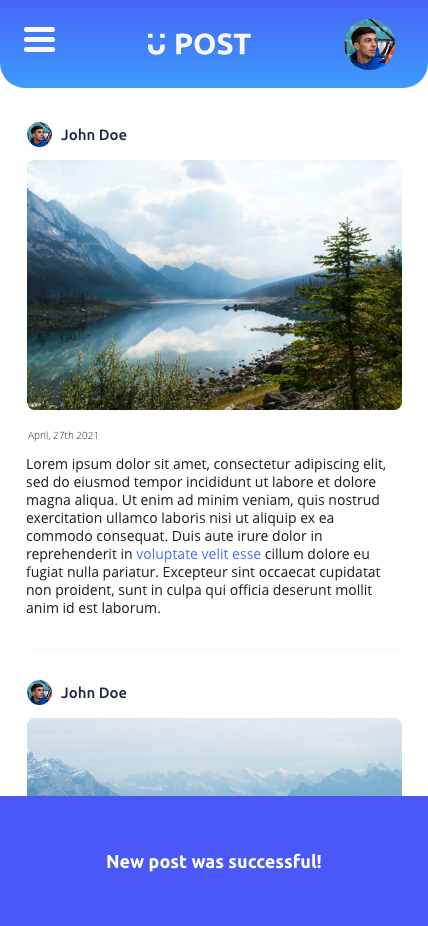 POST
John Doe
April, 27th 2021
Lorem ipsum dolor sit amet, consectetur adipiscing elit,
sed do eiusmod tempor incididunt ut labore et dolore
magna aliqua. Ut enim ad minim veniam, quis nostrud
exercitation ullamco laboris nisi ut aliquip ex ea
commodo consequat. Duis aute irure dolor in
reprehenderit in voluptate velit esse cillum dolore eu
fugiat nulla pariatur. Excepteur sint occaecat cupidatat
non proident, sunt in culpa qui officia deserunt mollit
anim id est laborum.
John Doe
New post was successful!